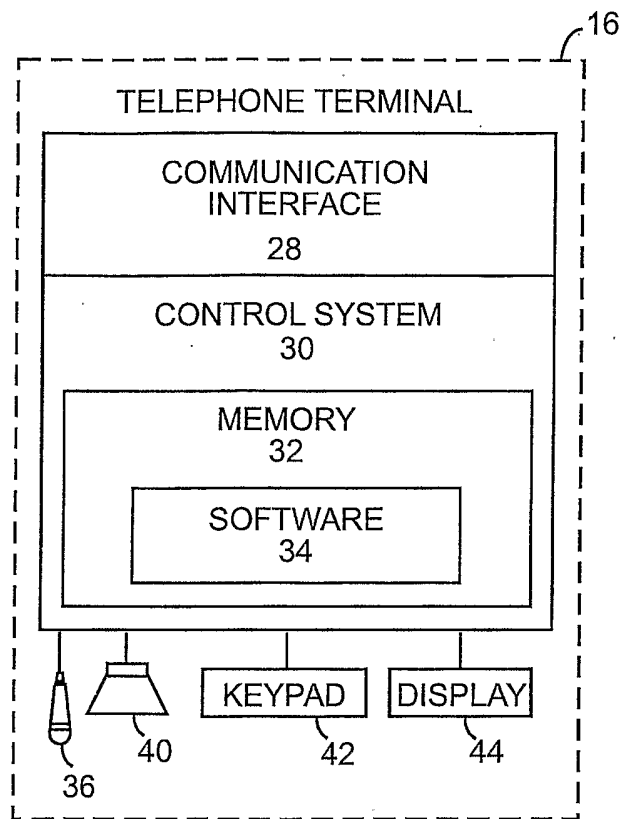 16
TELEPHONE TERMINAL
COMMUNICATION
INTERFACE
28
CONTROL SYSTEM
30
MEMORY
32
SOFTWARE
34
KEYPAD
DISPLAY
36
40
42
44